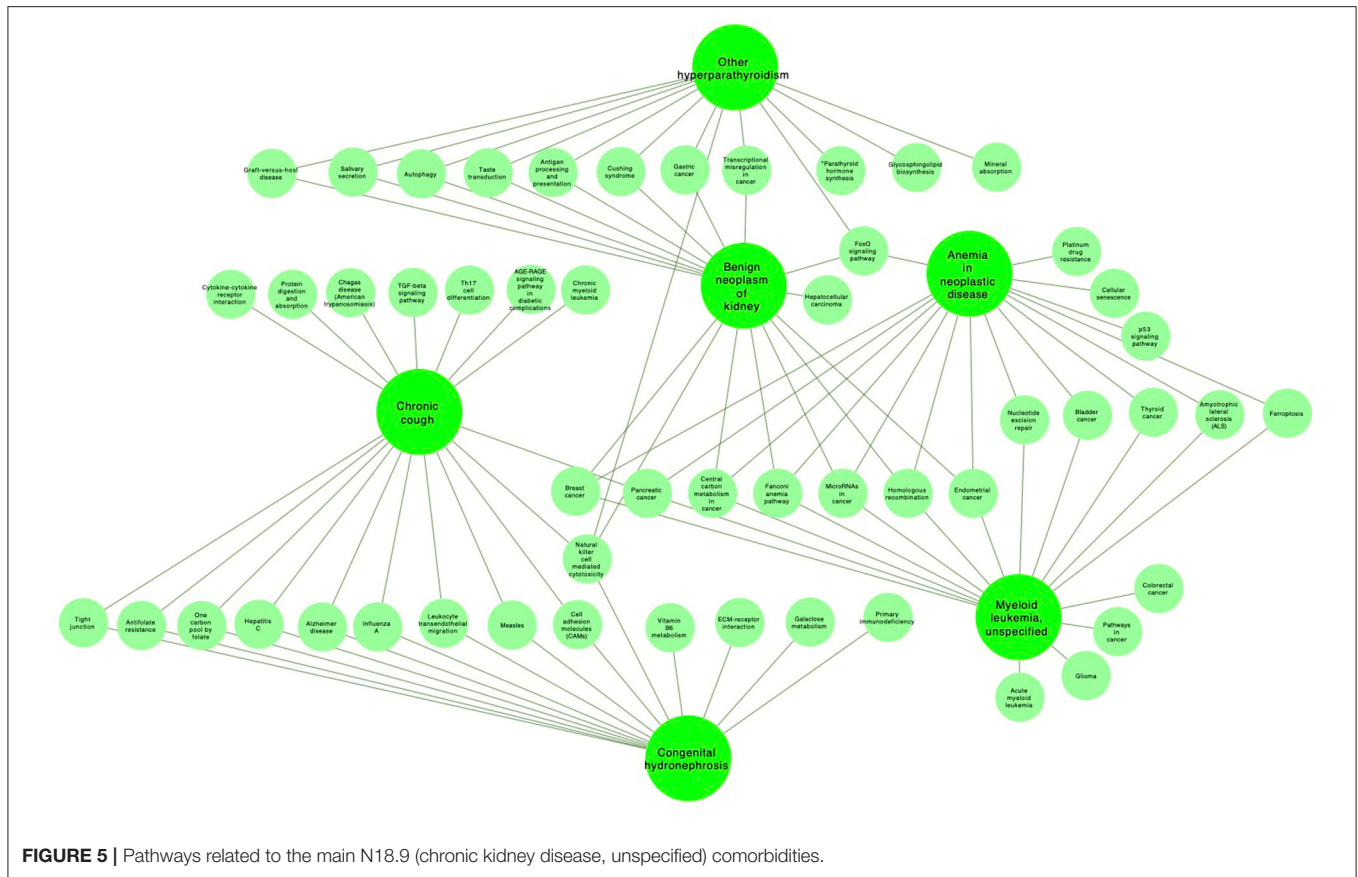 Other
hyperparathyroidism
Graft-versus-host
disease
Salivary
secretion
Autophagy
Taste
transduction
Antigen
processing
and
presentation
Cushing
syndrome
Gastric
cancer
Transcriptional
misregulation
in
cancer
*Parathyroid
hormone
synthesis
Glycosphingolipid
biosynthesis
Mineral
absorption
FoxO
signaling
pathway
Benign
neoplasm
of
kidney
Hepatocellular
carcinoma
Anemia
in
neoplastic
disease
Platinum
drug
resistance
Cellular
senescence
p53
signaling
pathway
Cytokine-cytokine
receptor
interaction
Protein
digestion
and
absorption
Chagas
disease
(American
trypanosomiasis)
TGF-beta
signaling
pathway
Th17
cell
differentiation
AGE-RAGE
signaling
pathway
in
diabetic
complications
Chronic
myeloid
leukemia
Chronic
cough
Nucleotide
excision
repair
Bladder
cancer
Thyroid
cancer
Amyotrophic
lateral
sclerosis
(ALS)
Ferroptosis
Breast
cancer
Pancreatic
cancer
Central
carbon
metabolism
in
cancer
Fanconi
anemia
pathway
MicroRNAs
in
cancer
Homologous
recombination
Endometrial
cancer
Natural
killer
cell
mediated
cytotoxicity
Tight
junction
Antifolate
resistance
One
carbon
pool by
folate
Hepatitis
C
Alzheimer
disease
Influenza
A
Leukocyte
transendothelial
migration
Measles
Cell
adhesion
molecules
(CAMs)
Vitamin
B6
metabolism
ECM-receptor
interaction
Galactose
metabolism
Primary
immunodeficiency
Myeloid
leukemia,
unspecified
Colorectal
cancer
Pathways
in
cancer
Glioma
Acute
myeloid
leukemia
Congenital
hydronephrosis
FIGURE 5 | Pathways related to the main N18.9 (chronic kidney disease, unspecified) comorbidities.